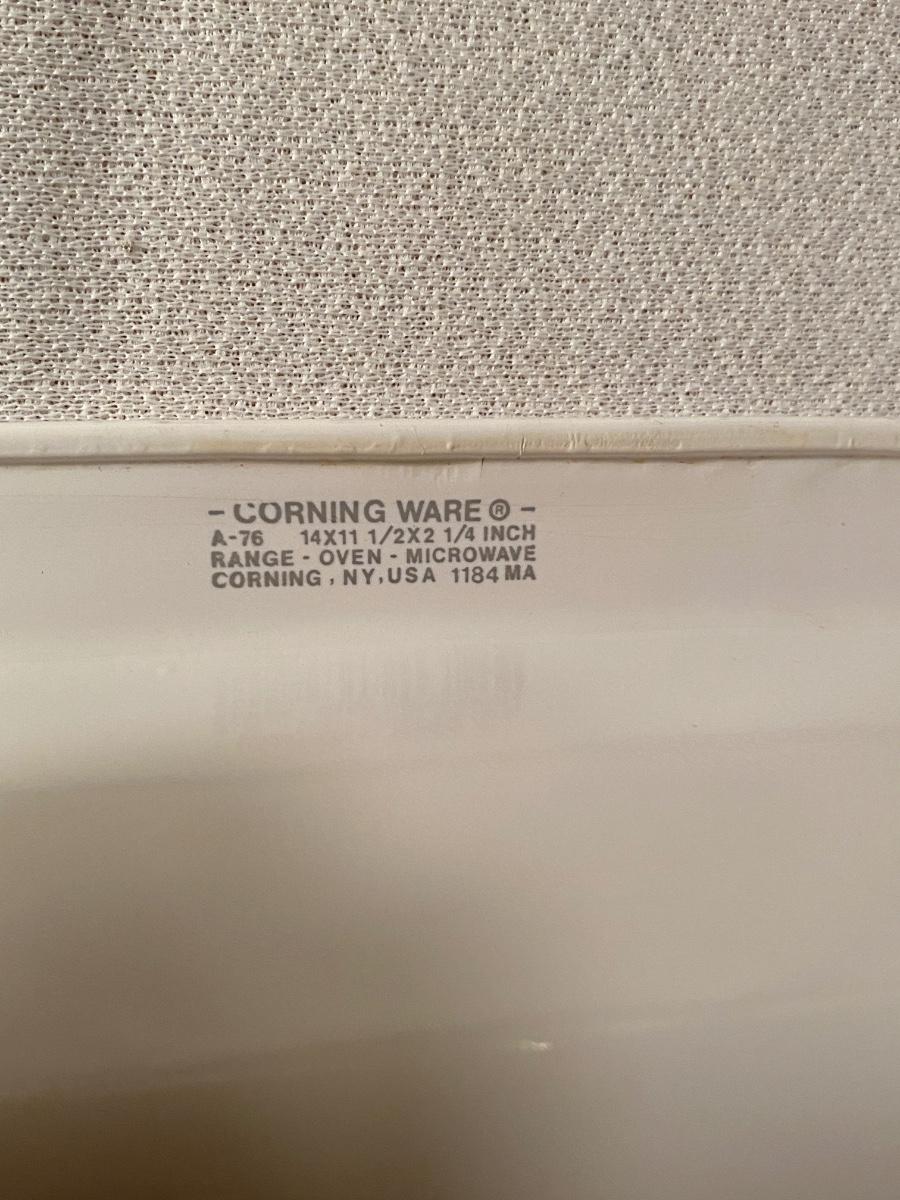 - CORNING WARE ® -
A-76 14X11 1/2X2 1/4 INCH
RANGE - OVEN - MICROWAVE
CORNING , NY, USA 1184 MA